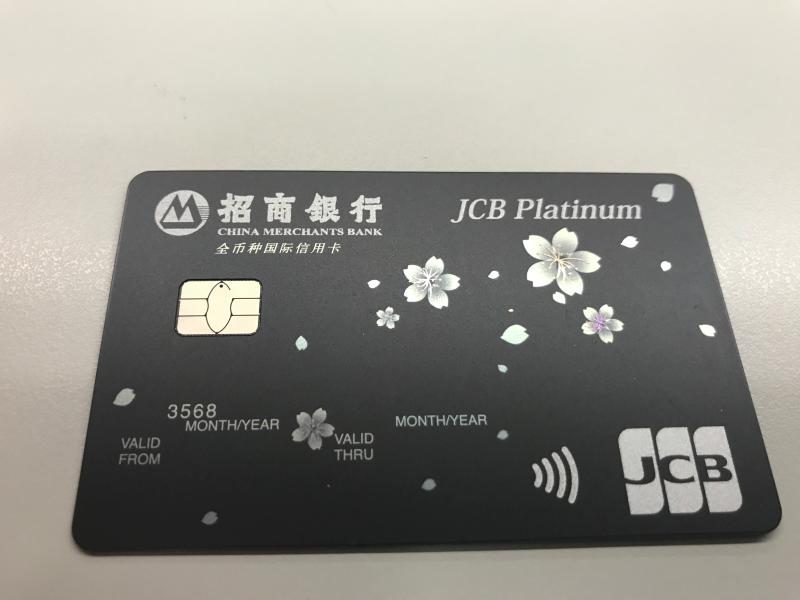 招商銀行
CHINA MERCHANTS BANK
全币种国际信用卡
JCB Platinum
3568
MONTH/YEAR
MONTH/YEAR
VALID
FROM
VALID
THRU
JCB